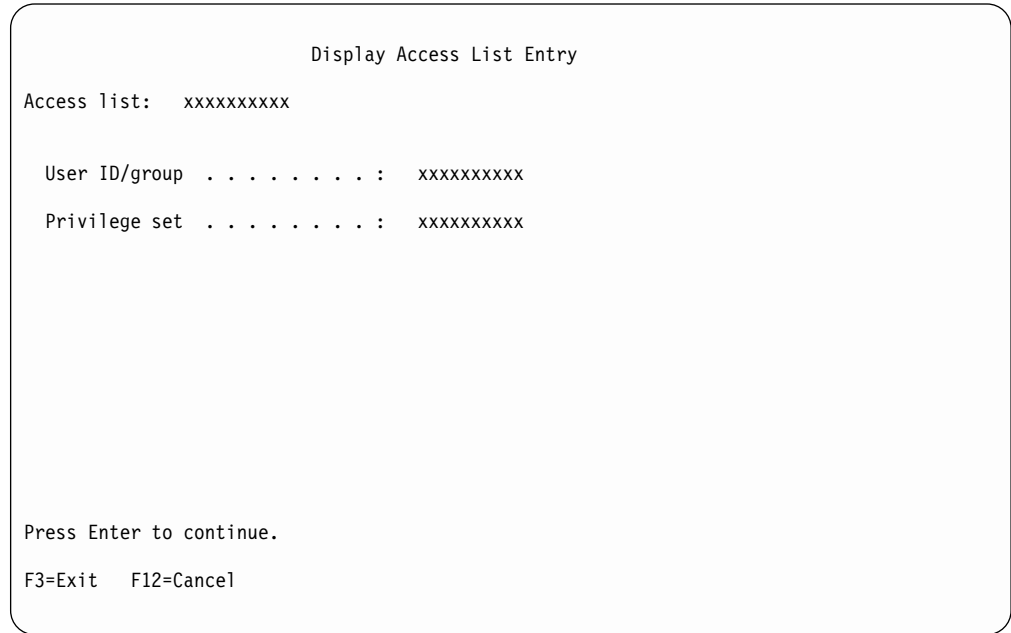 Display Access List Entry
Access list: xxxxxxxxxx
User ID/group . . . . . . . . : xxxxxxxxxx
Privilege set . . . . . . . . : xxxxxxxxxx
Press Enter to continue.
F3=Exit F12=Cancel